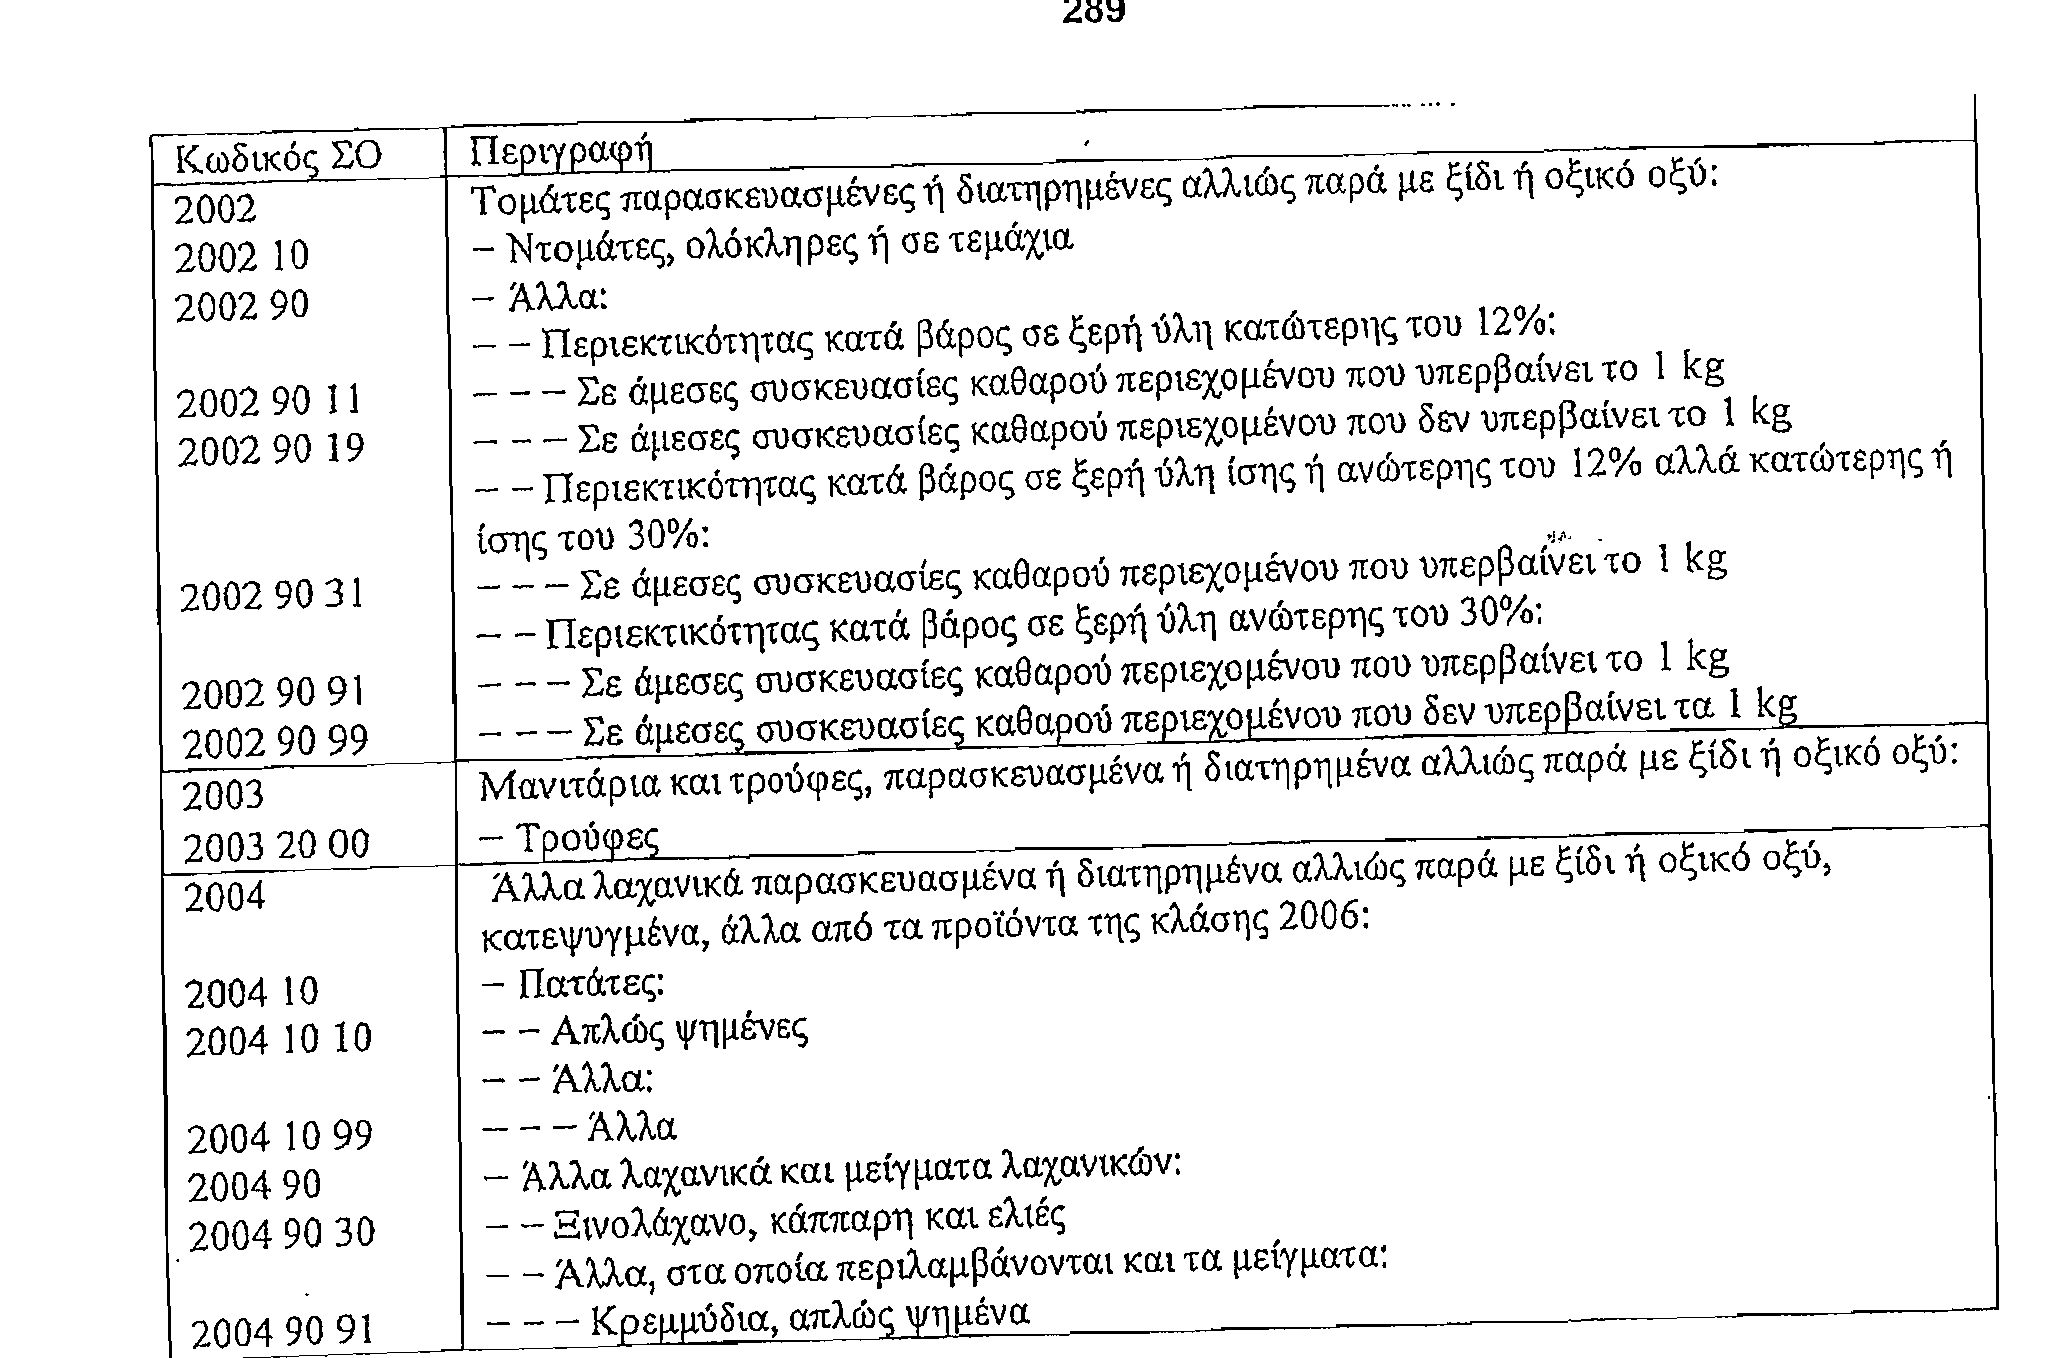 289
Κωδικός ΣΟ Περιγραφή
2002 Τομάτες παρασκευασμένες ή διατηρημένες αλλιώς παρά με ξίδι ή οξικό οξύ:
2002 10 – Ντομάτες, ολόκληρες ή σε τεμάχια
2002 90 – Άλλα:
– – Περιεκτικότητας κατά βάρος σε ξερή ύλη κατώτερης του 12%:
2002 90 11 – – – Σε άμεσες συσκευασίες καθαρού περιεχομένου που υπερβαίνει το 1 kg
2002 90 19 – – – Σε άμεσες συσκευασίες καθαρού περιεχομένου που δεν υπερβαίνει το 1 kg
– – Περιεκτικότητας κατά βάρος σε ξερή ύλη ίσης ή ανώτερης του 12% αλλά κατώτερης ή
ίσης του 30%:
2002 90 31 – – – Σε άμεσες συσκευασίες καθαρού περιεχομένου που υπερβαίνει το 1 kg
– – Περιεκτικότητας κατά βάρος σε ξερή ύλη ανώτερης του 30%:
2002 90 91 – – – Σε άμεσες συσκευασίες καθαρού περιεχομένου που υπερβαίνει το 1 kg
2002 90 99 – – – Σε άμεσες συσκευασίες καθαρού περιεχομένου που δεν υπερβαίνει τα 1 kg
2003 Μανιτάρια και τρούφες, παρασκευασμένα ή διατηρημένα αλλιώς παρά με ξίδι ή οξικό οξύ:
2003 20 00 – Τρούφες
2004 Άλλα λαχανικά παρασκευασμένα ή διατηρημένα αλλιώς παρά με ξίδι ή οξικό οξύ,
κατεψυγμένα, άλλα από τα προϊόντα της κλάσης 2006:
2004 10 – Πατάτες:
2004 10 10 – – Απλώς ψημένες
– – Άλλα:
2004 10 99 – – – Άλλα
2004 90 – Άλλα λαχανικά και μείγματα λαχανικών:
2004 90 30 – – Ξινολάχανο, κάππαρη και ελιές
– – Άλλα, στα οποία περιλαμβάνονται και τα μείγματα:
2004 90 91 – – – Κρεμμύδια, απλώς ψημένα